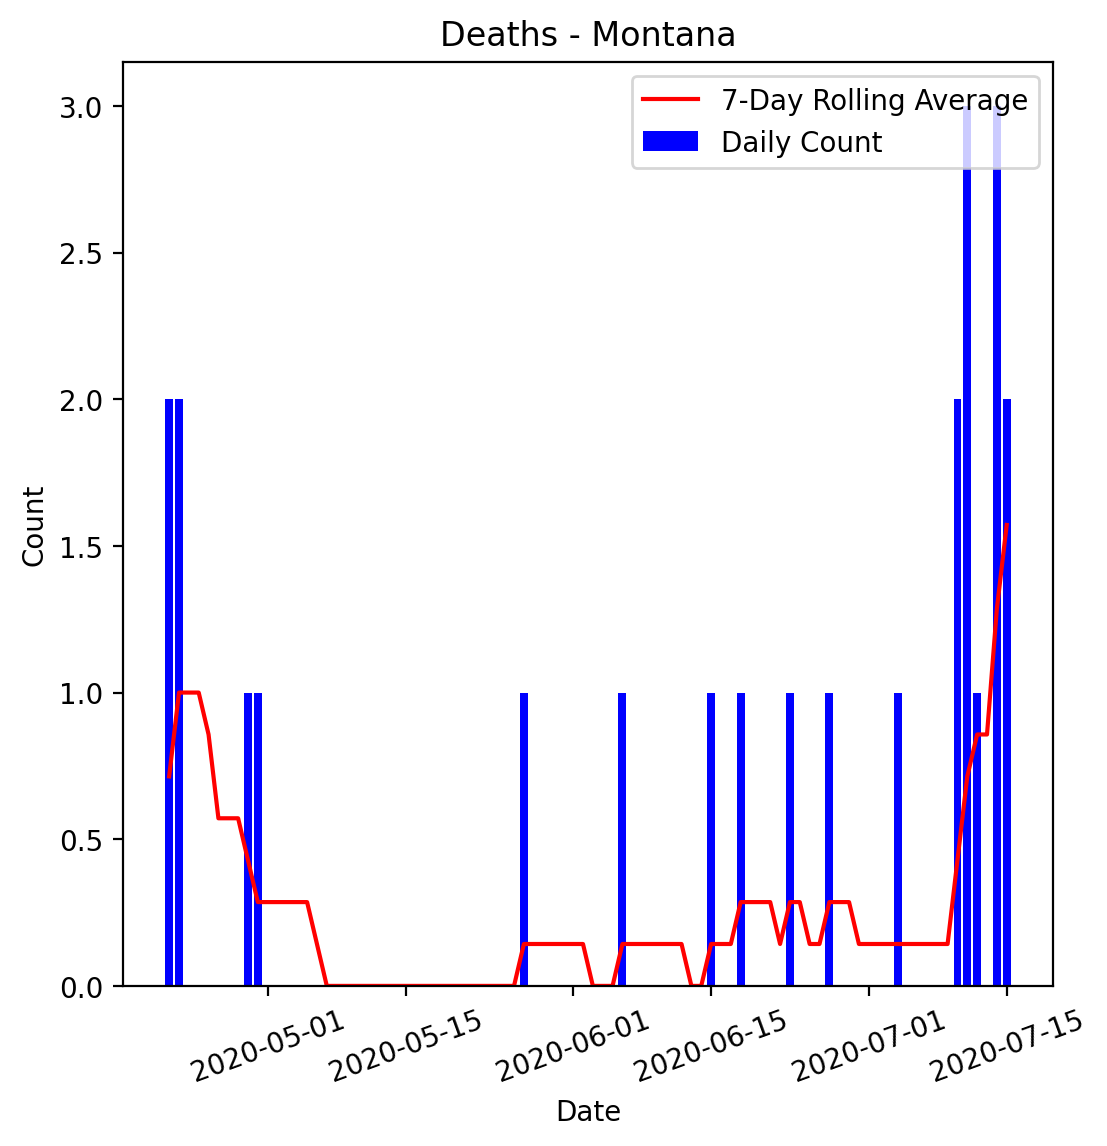 Deaths - Montana
7-Day Rolling Average
Daily Count
3.0
2.5
2.0
1.5
1.0
0.5
0.0
Count
2020-05-01
2020-05-15
2020-06-01
2020-06-15
2020-07-01
2020-07-15
Date